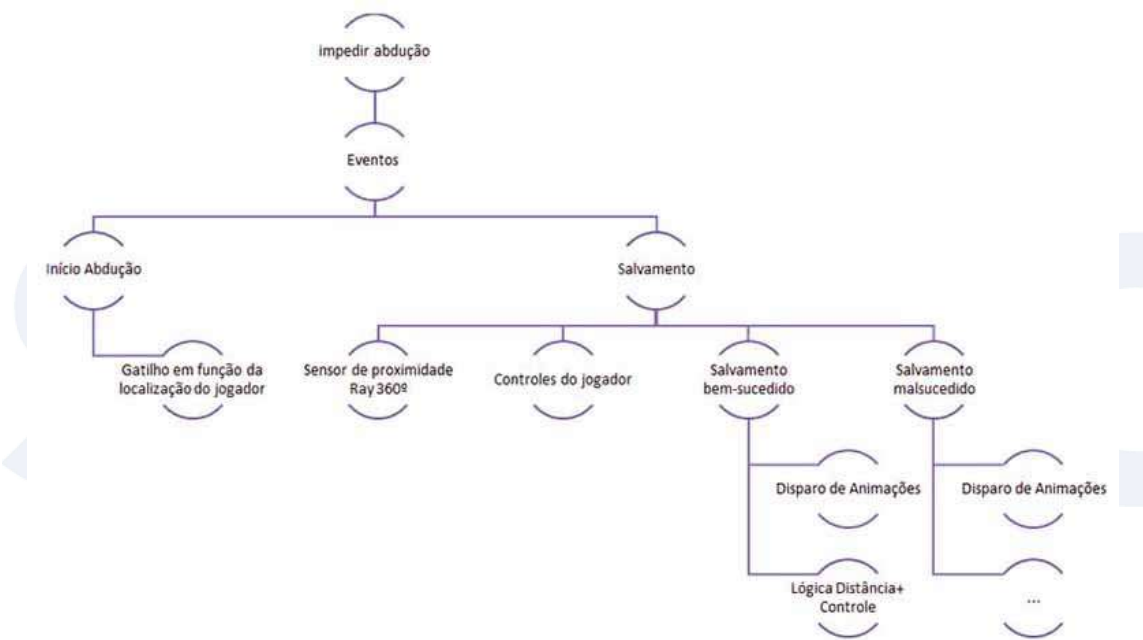 impedir abdução
Eventos
Início Abdução
Salvamento
Gatilho em função da
localização do jogador
Sensor de proximidade
Ray 360º
Controles do jogador
Salvamento
bem-sucedido
Salvamento
malsucedido
Disparo de Animações
Disparo de Animações
Lógica Distância+
Controle
...